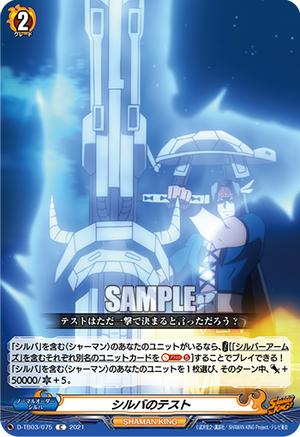 2
グレード
SAMPLE
テストはただ一撃で決まると言っただろう?
「シルバ」を含む〈シャーマン〉のあなたのユニットがいるなら、【「シルバーアーム
ズ」を含むそれぞれ別名のユニットカードを 5 することでプレイできる!
「シルバ」を含む〈シャーマン〉のあなたのユニットを1枚選び、そのターン中、+
50000/+5。
ノーマルオーダー
シルバ
シルバのテスト
D-TB03/075 C 2021
SHAMAN KING
SHAMAN KING